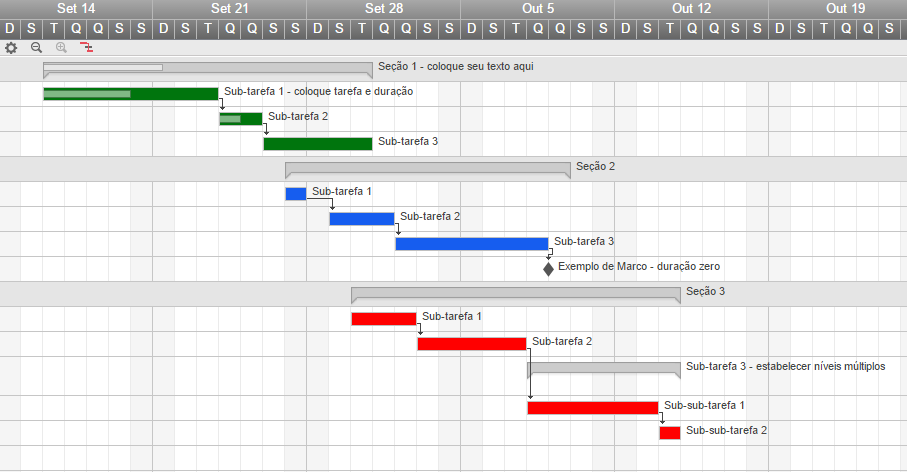 Set 14 Set 21 Set 28 Out 5 Out 12 Out 19
D S T Q Q S S D S T Q Q S S D S T Q Q S S D S T Q Q S S D S T Q Q S S D S T Q Q S
Seção 1 - coloque seu texto aqui
Sub-tarefa 1 - coloque tarefa e duração
Sub-tarefa 2
Sub-tarefa 3
Seção 2
Sub-tarefa 1
Sub-tarefa 2
Sub-tarefa 3
Exemplo de Marco - duração zero
Seção 3
Sub-tarefa 1
Sub-tarefa 2
Sub-tarefa 3 - estabelecer níveis múltiplos
Sub-sub-tarefa 1
Sub-sub-tarefa 2